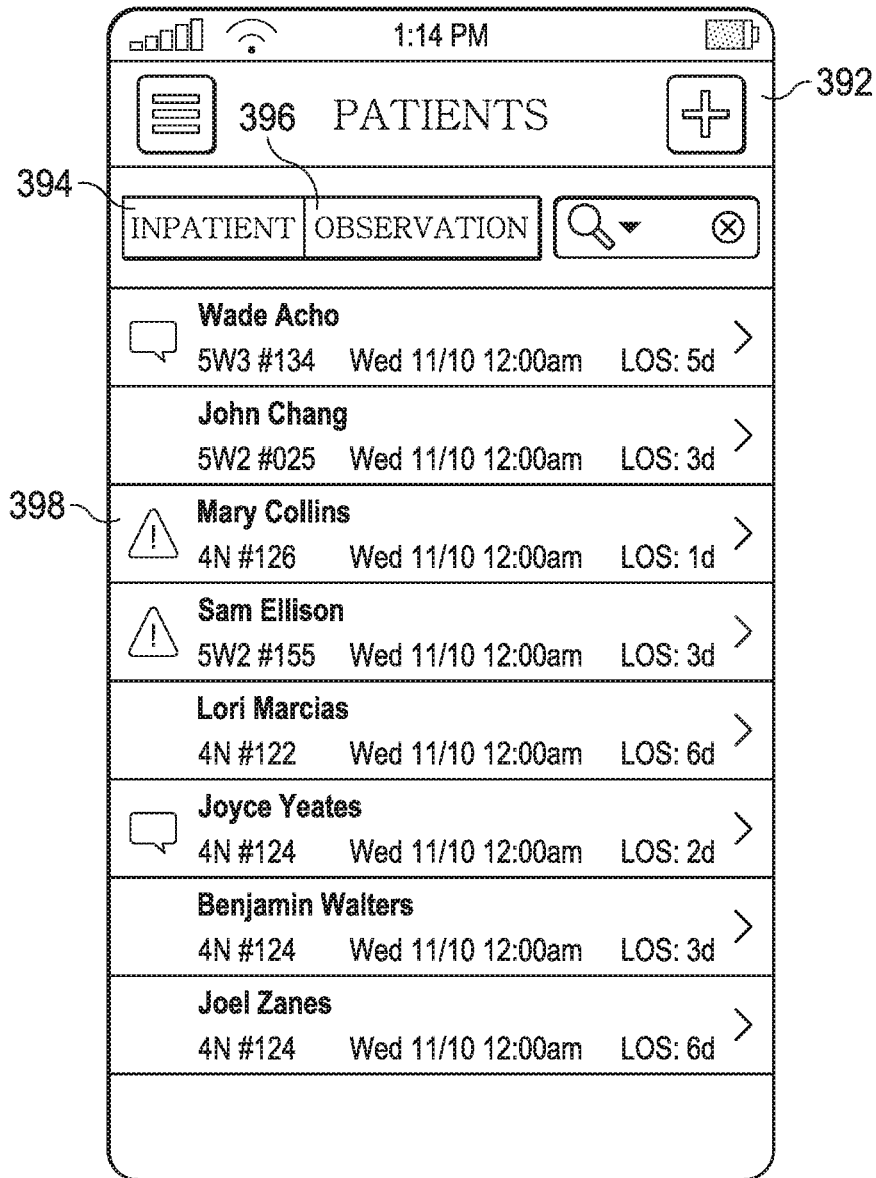 1:14 PM
392
396 PATIENTS
394
INPATIENT OBSERVATION
Wade Acho
5W3 #134 Wed 11/10 12:00am LOS: 5d
John Chang
5W2 #025 Wed 11/10 12:00am LOS: 3d
398
Mary Collins
4N #126 Wed 11/10 12:00am LOS: 1d
Sam Ellison
5W2 #155 Wed 11/10 12:00am LOS: 3d
Lori Marcias
4N #122 Wed 11/10 12:00am LOS: 6d
Joyce Yeates
4N #124 Wed 11/10 12:00am LOS: 2d
Benjamin Walters
4N #124 Wed 11/10 12:00am LOS: 3d
Joel Zanes
4N #124 Wed 11/10 12:00am LOS: 6d